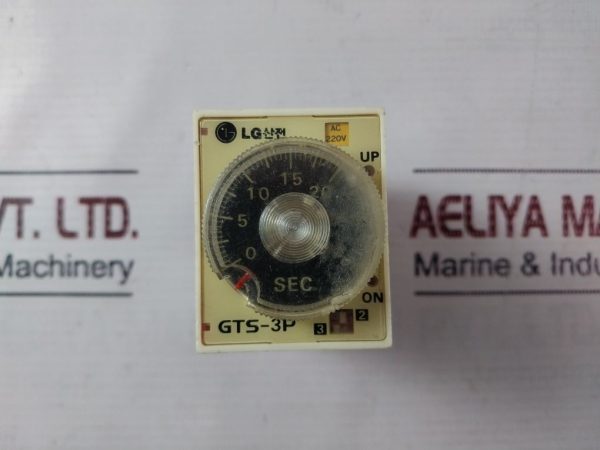 LG산전
AC
220V
UP
0
5
10
15
20
SEC
ON
GTS-3P
3
2
VT. LTD.
Machinery
AELIYA MA
Marine & Indu